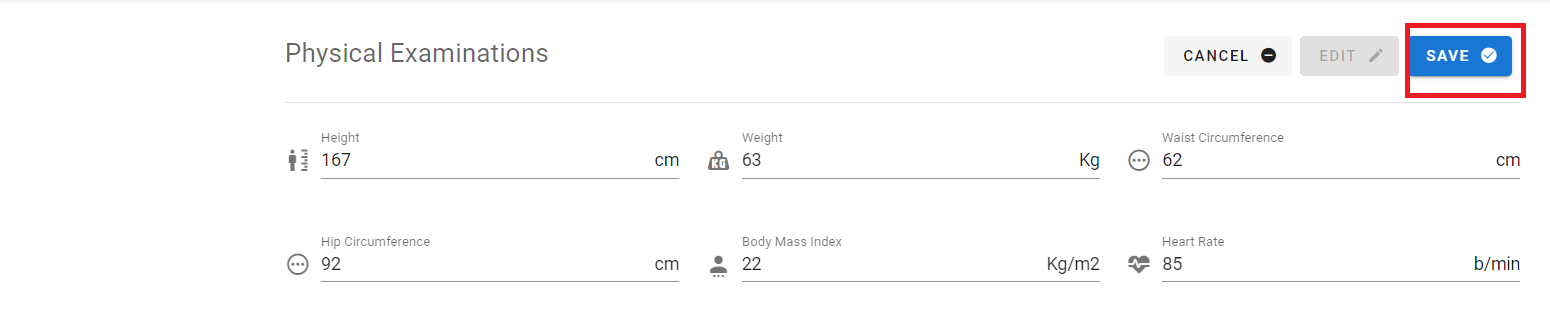 Physical Examinations
CANCEL EDIT SAVE
Height Weight Waist Circumference
167 cm KG 63 Kg 62 cm
Hip Circumference Body Mass Index Heart Rate
92 cm 22 Kg/m2 85 b/min